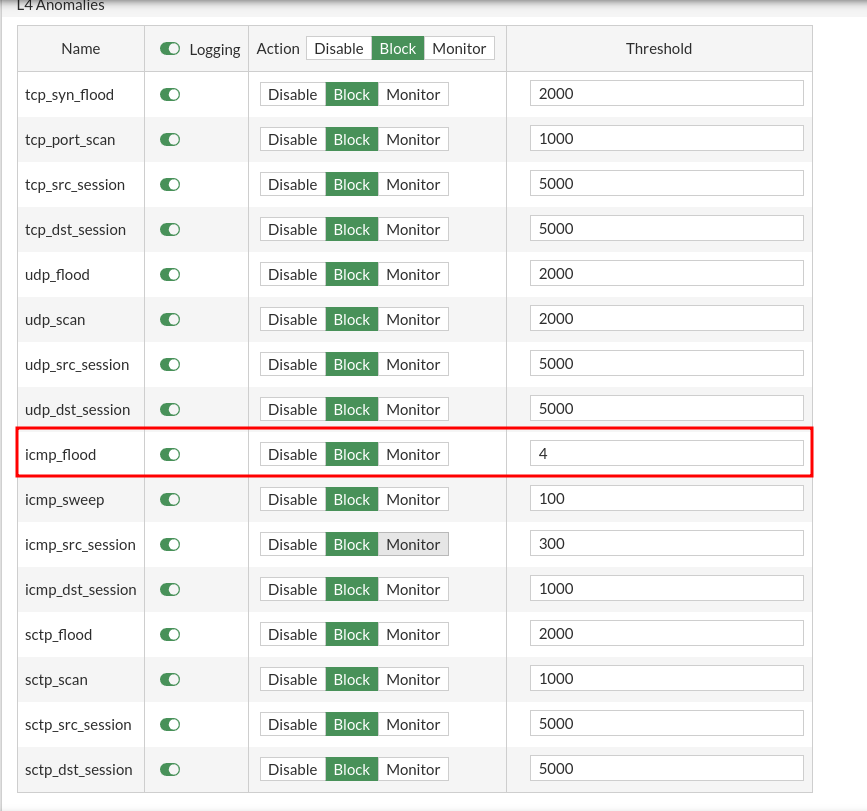 L4 Anomalies
Name Logging Action Disable Block Monitor Threshold
tcp_syn_flood Disable Block Monitor 2000
tcp_port_scan Disable Block Monitor 1000
tcp_src_session Disable Block Monitor 5000
tcp_dst_session Disable Block Monitor 5000
udp_flood Disable Block Monitor 2000
udp_scan Disable Block Monitor 2000
udp_src_session Disable Block Monitor 5000
udp_dst_session Disable Block Monitor 5000
icmp_flood Disable Block Monitor 4
icmp_sweep Disable Block Monitor 100
icmp_src_session Disable Block Monitor 300
icmp_dst_session Disable Block Monitor 1000
sctp_flood Disable Block Monitor 2000
sctp_scan Disable Block Monitor 1000
sctp_src_session Disable Block Monitor 5000
sctp_dst_session Disable Block Monitor 5000